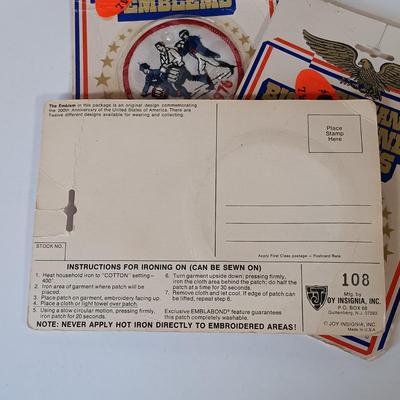 EMBLEMS
The Emblem in this package is an original design commemorating
the 200th Anniversary of the United States of America. There are
Twelve different designs available for wearing and collecting.
Place
Stamp
Here
Apply First Class postage - Postcard Rate
STOCK NO.
INSTRUCTIONS FOR IRONING ON (CAN BE SEWN ON)
1. Heat household iron to "COTTON" setting-
400°
2. Iron area of garment where patch will be
placed.
3. Place patch on garment, embroidery facing up.
4. Place a cloth or light towel over patch.
5. Using a slow circular motion, pressing firmly,
iron patch for 20 seconds.
6. Turn garment upside down; pressing firmly,
iron the cloth area behind the patch; do half the
patch at a time for 30 seconds.
7. Remove cloth and let cool. If edge of patch can
be lifted, repeat step 6.
Exclusive EMBLABOND® feature guarantees
this patch completely washable.
NOTE: NEVER APPLY HOT IRON DIRECTLY TO EMBROIDERED AREAS!
108
Mfg. by
JOY INSIGNIA, INC.
P.O. BOX 68
Guttenberg, N.J. 07093
© JOY INSIGNIA, INC.
Made in U.S.A.